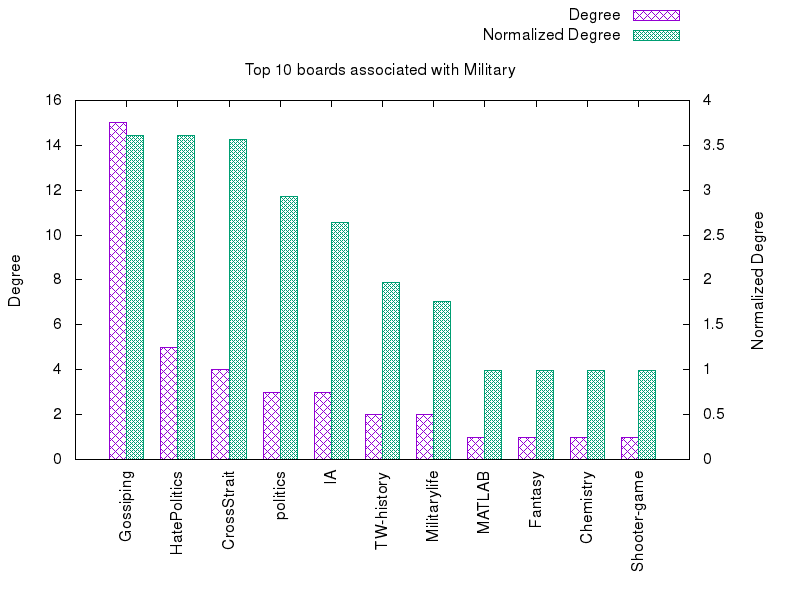 Degree
Normalized Degree
Top 10 boards associated with Military
16
14
12
10
8
6
4
2
0
4
3.5
3
2.5
2
1.5
1
0.5
0
Degree
Normalized Degree
Gossiping
HatePolitics
CrossStrait
politics
IA
TW-history
Militarylife
MATLAB
Fantasy
Chemistry
Shooter-game